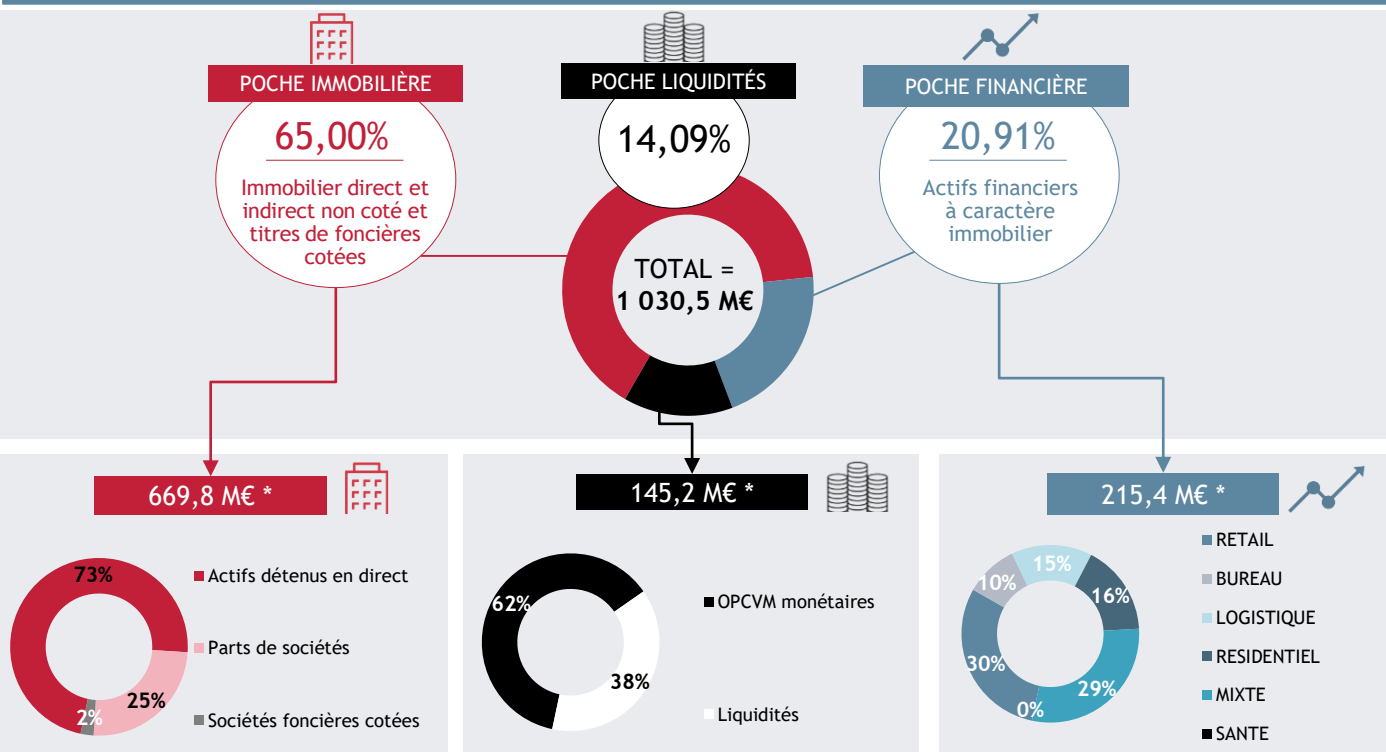 POCHE IMMOBILIÈRE
65,00%
Immobilier direct et
indirect non coté et
titres de foncières
cotées
POCHE LIQUIDITÉS
14,09%
POCHE FINANCIÈRE
20,91%
Actifs financiers
à caractère
immobilier
TOTAL =
1 030,5 M€
669,8 M€ *
73%
25%
2%
Actifs détenus en direct
Parts de sociétés
Sociétés foncières cotées
145,2 M€ *
62%
38%
OPCVM monétaires
Liquidités
215,4 M€ *
15%
10%
16%
30%
29%
0%
RETAIL
BUREAU
LOGISTIQUE
RESIDENTIEL
MIXTE
SANTE